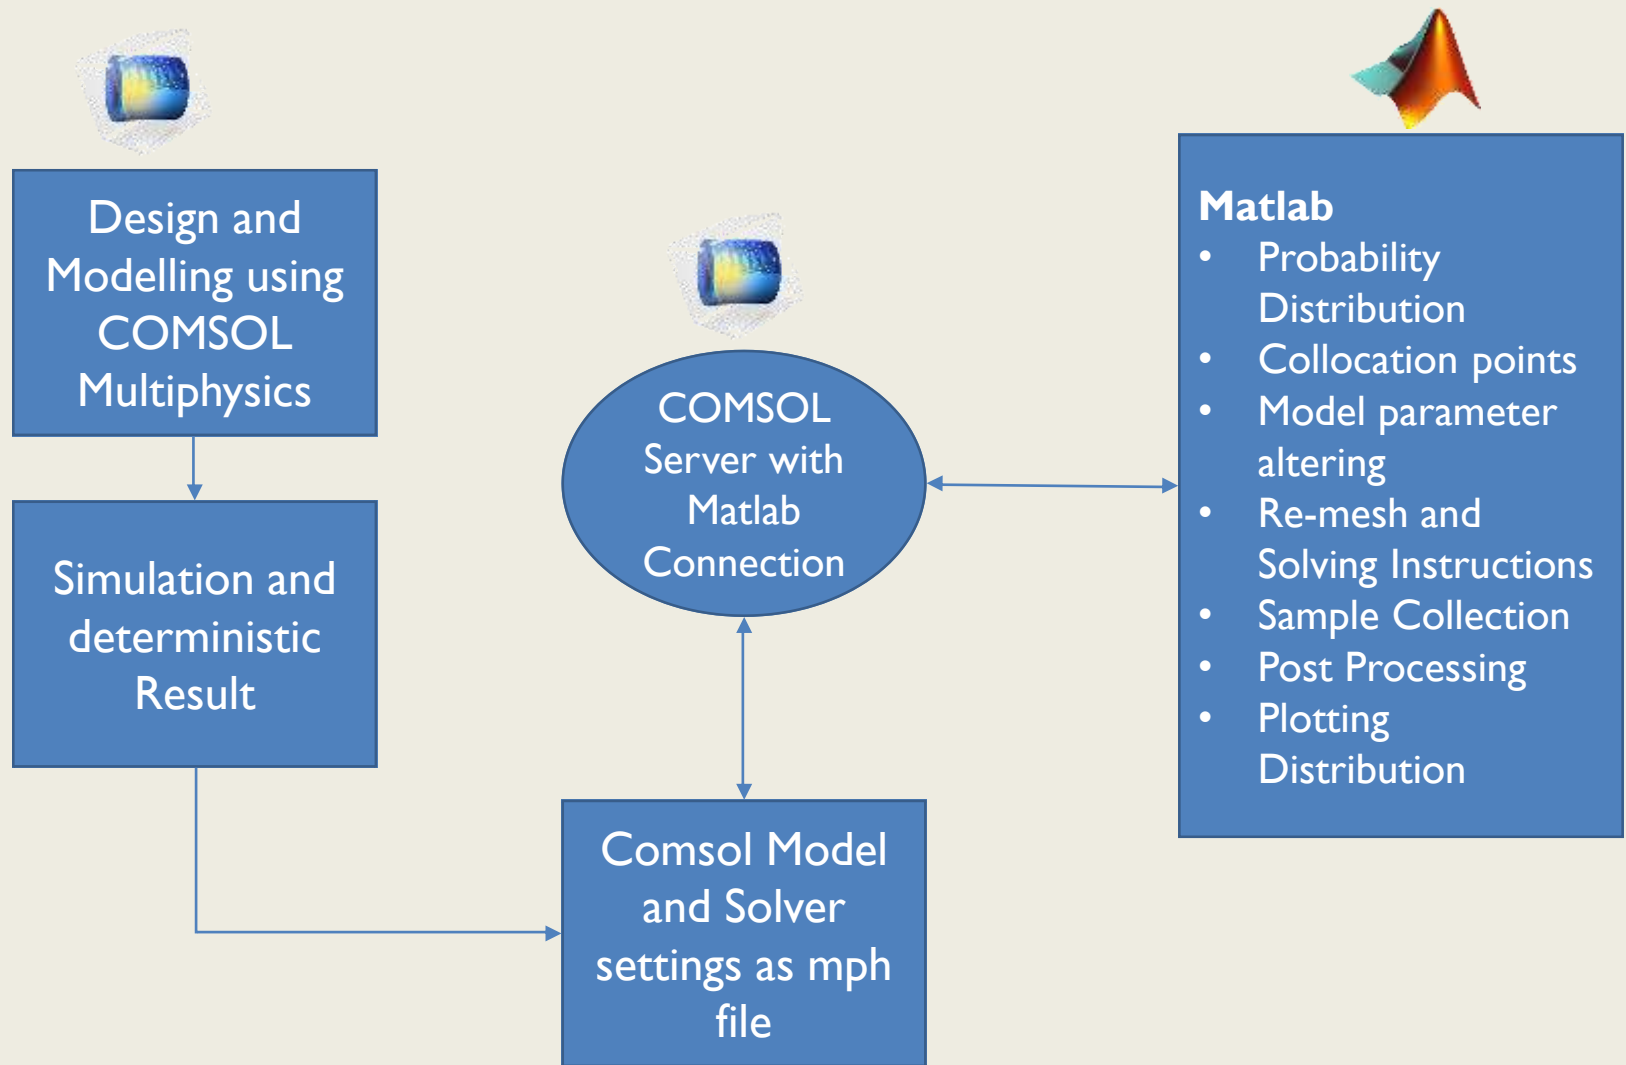 Design and
Modelling using
COMSOL
Multiphysics
Simulation and
deterministic
Result
COMSOL
Server with
Matlab
Connection
Comsol Model
and Solver
settings as mph
file
Matlab
• Probability
Distribution
• Collocation points
• Model parameter
altering
• Re-mesh and
Solving Instructions
• Sample Collection
• Post Processing
• Plotting
Distribution